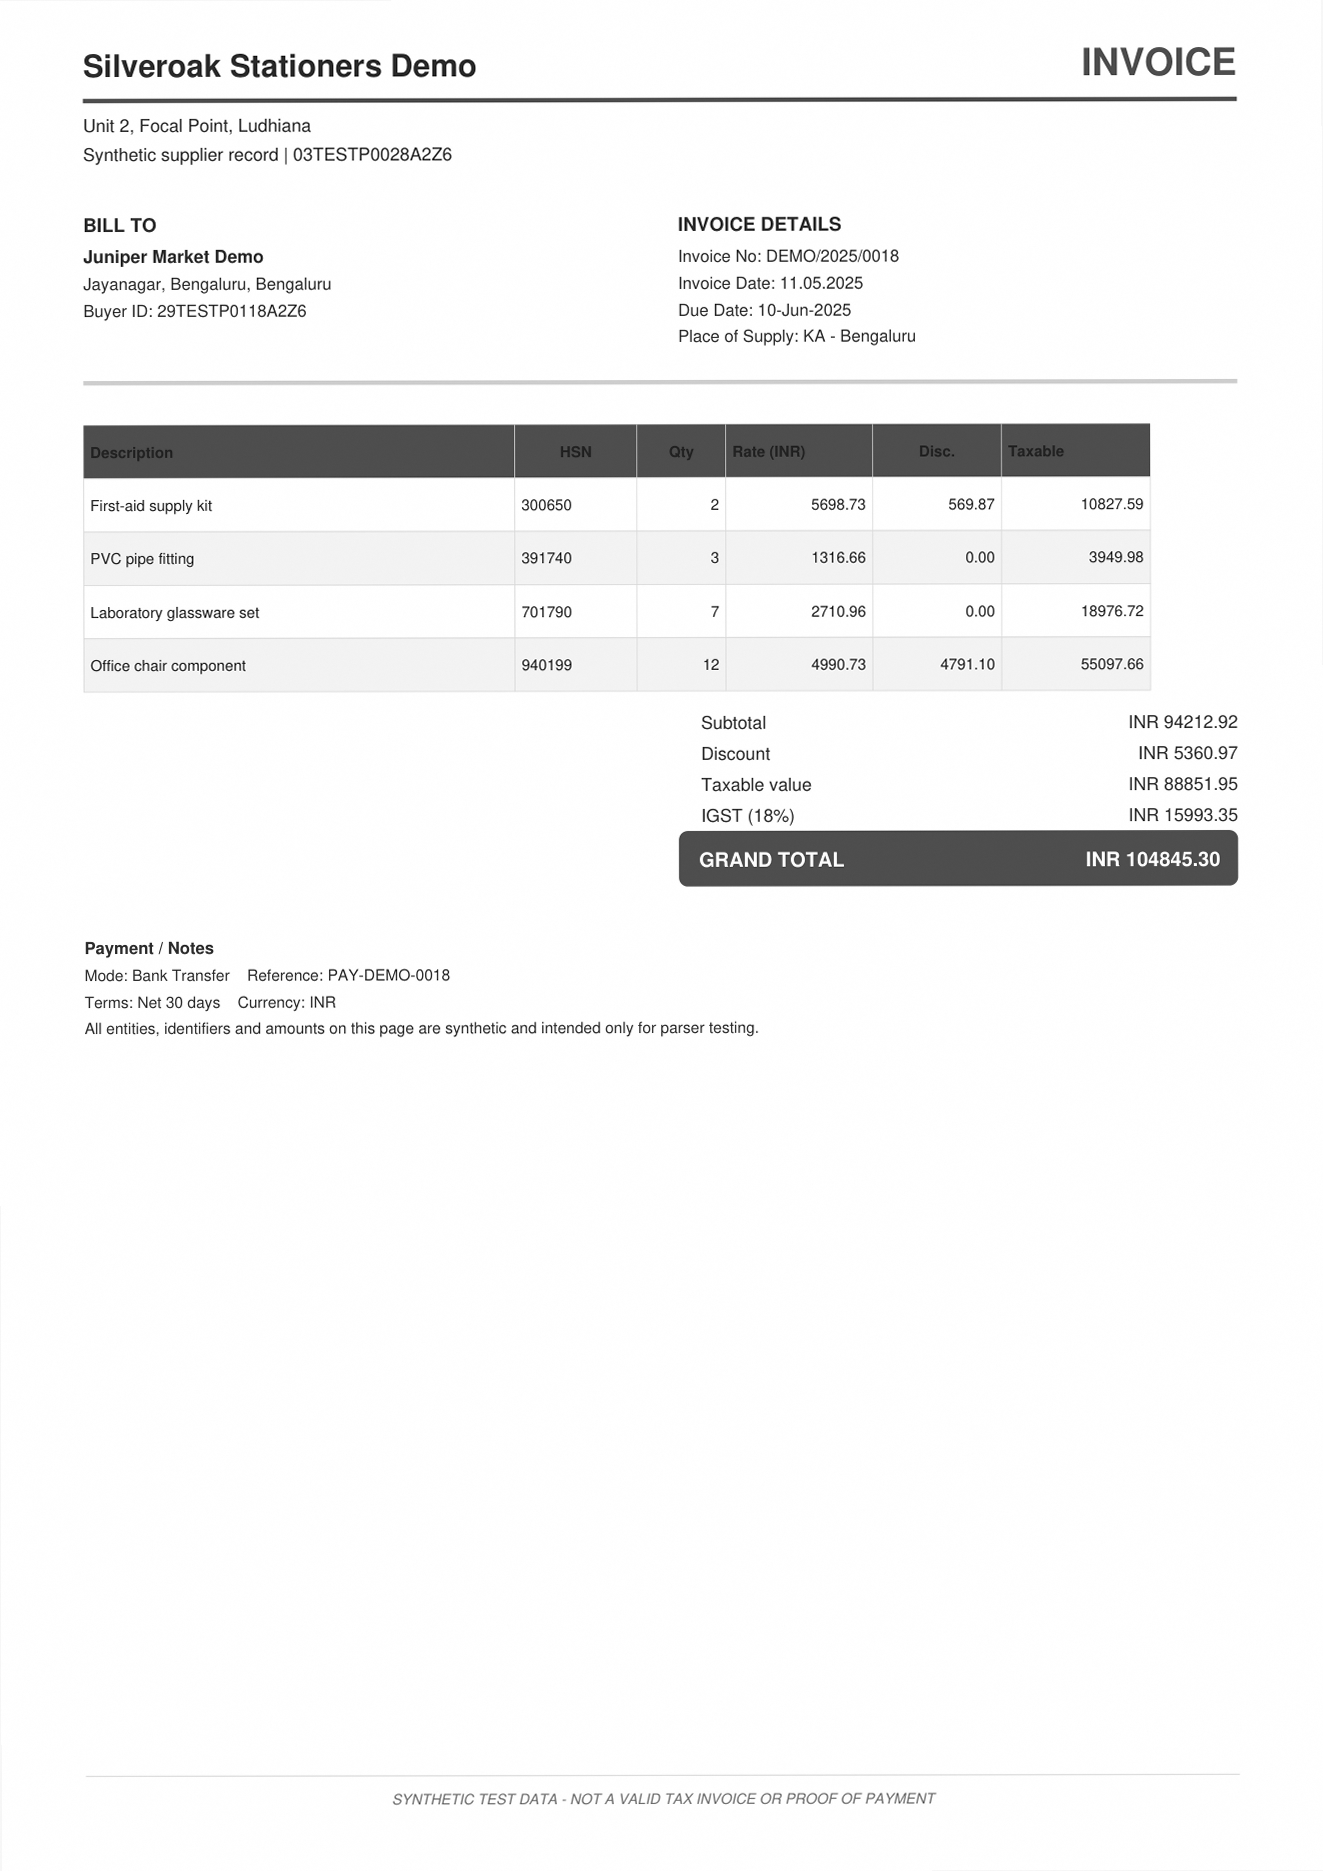 Silveroak Stationers Demo INVOICE
Unit 2, Focal Point, Ludhiana
Synthetic supplier record | 03TESTP0028A2Z6
BILL TO
Juniper Market Demo
Jayanagar, Bengaluru, Bengaluru
Buyer ID: 29TESTP0118A2Z6
INVOICE DETAILS
Invoice No: DEMO/2025/0018
Invoice Date: 11.05.2025
Due Date: 10-Jun-2025
Place of Supply: KA - Bengaluru
Description HSN Qty Rate (INR) Disc. Taxable
First-aid supply kit 300650 2 5698.73 569.87 10827.59
PVC pipe fitting 391740 3 1316.66 0.00 3949.98
Laboratory glassware set 701790 7 2710.96 0.00 18976.72
Office chair component 940199 12 4990.73 4791.10 55097.66
Subtotal INR 94212.92
Discount INR 5360.97
Taxable value INR 88851.95
IGST (18%) INR 15993.35
GRAND TOTAL INR 104845.30
Payment / Notes
Mode: Bank Transfer Reference: PAY-DEMO-0018
Terms: Net 30 days Currency: INR
All entities, identifiers and amounts on this page are synthetic and intended only for parser testing.
SYNTHETIC TEST DATA - NOT A VALID TAX INVOICE OR PROOF OF PAYMENT